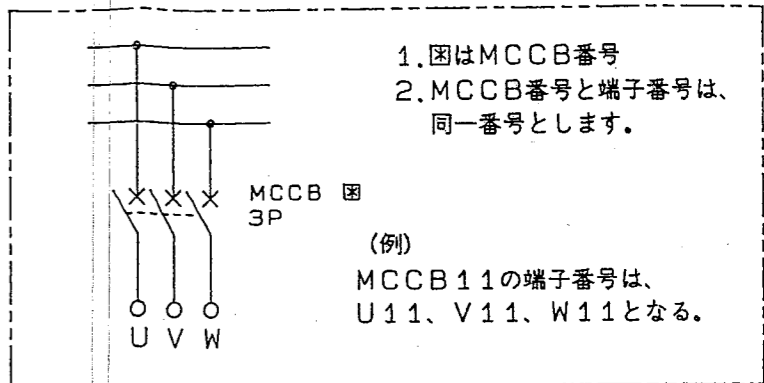 1.※はMCCB番号
2.MCCB番号と端子番号は、
同一番号とします。
MCCB ※
3P
(例)
MCCB11の端子番号は、
U11、V11、W11となる。
U V W